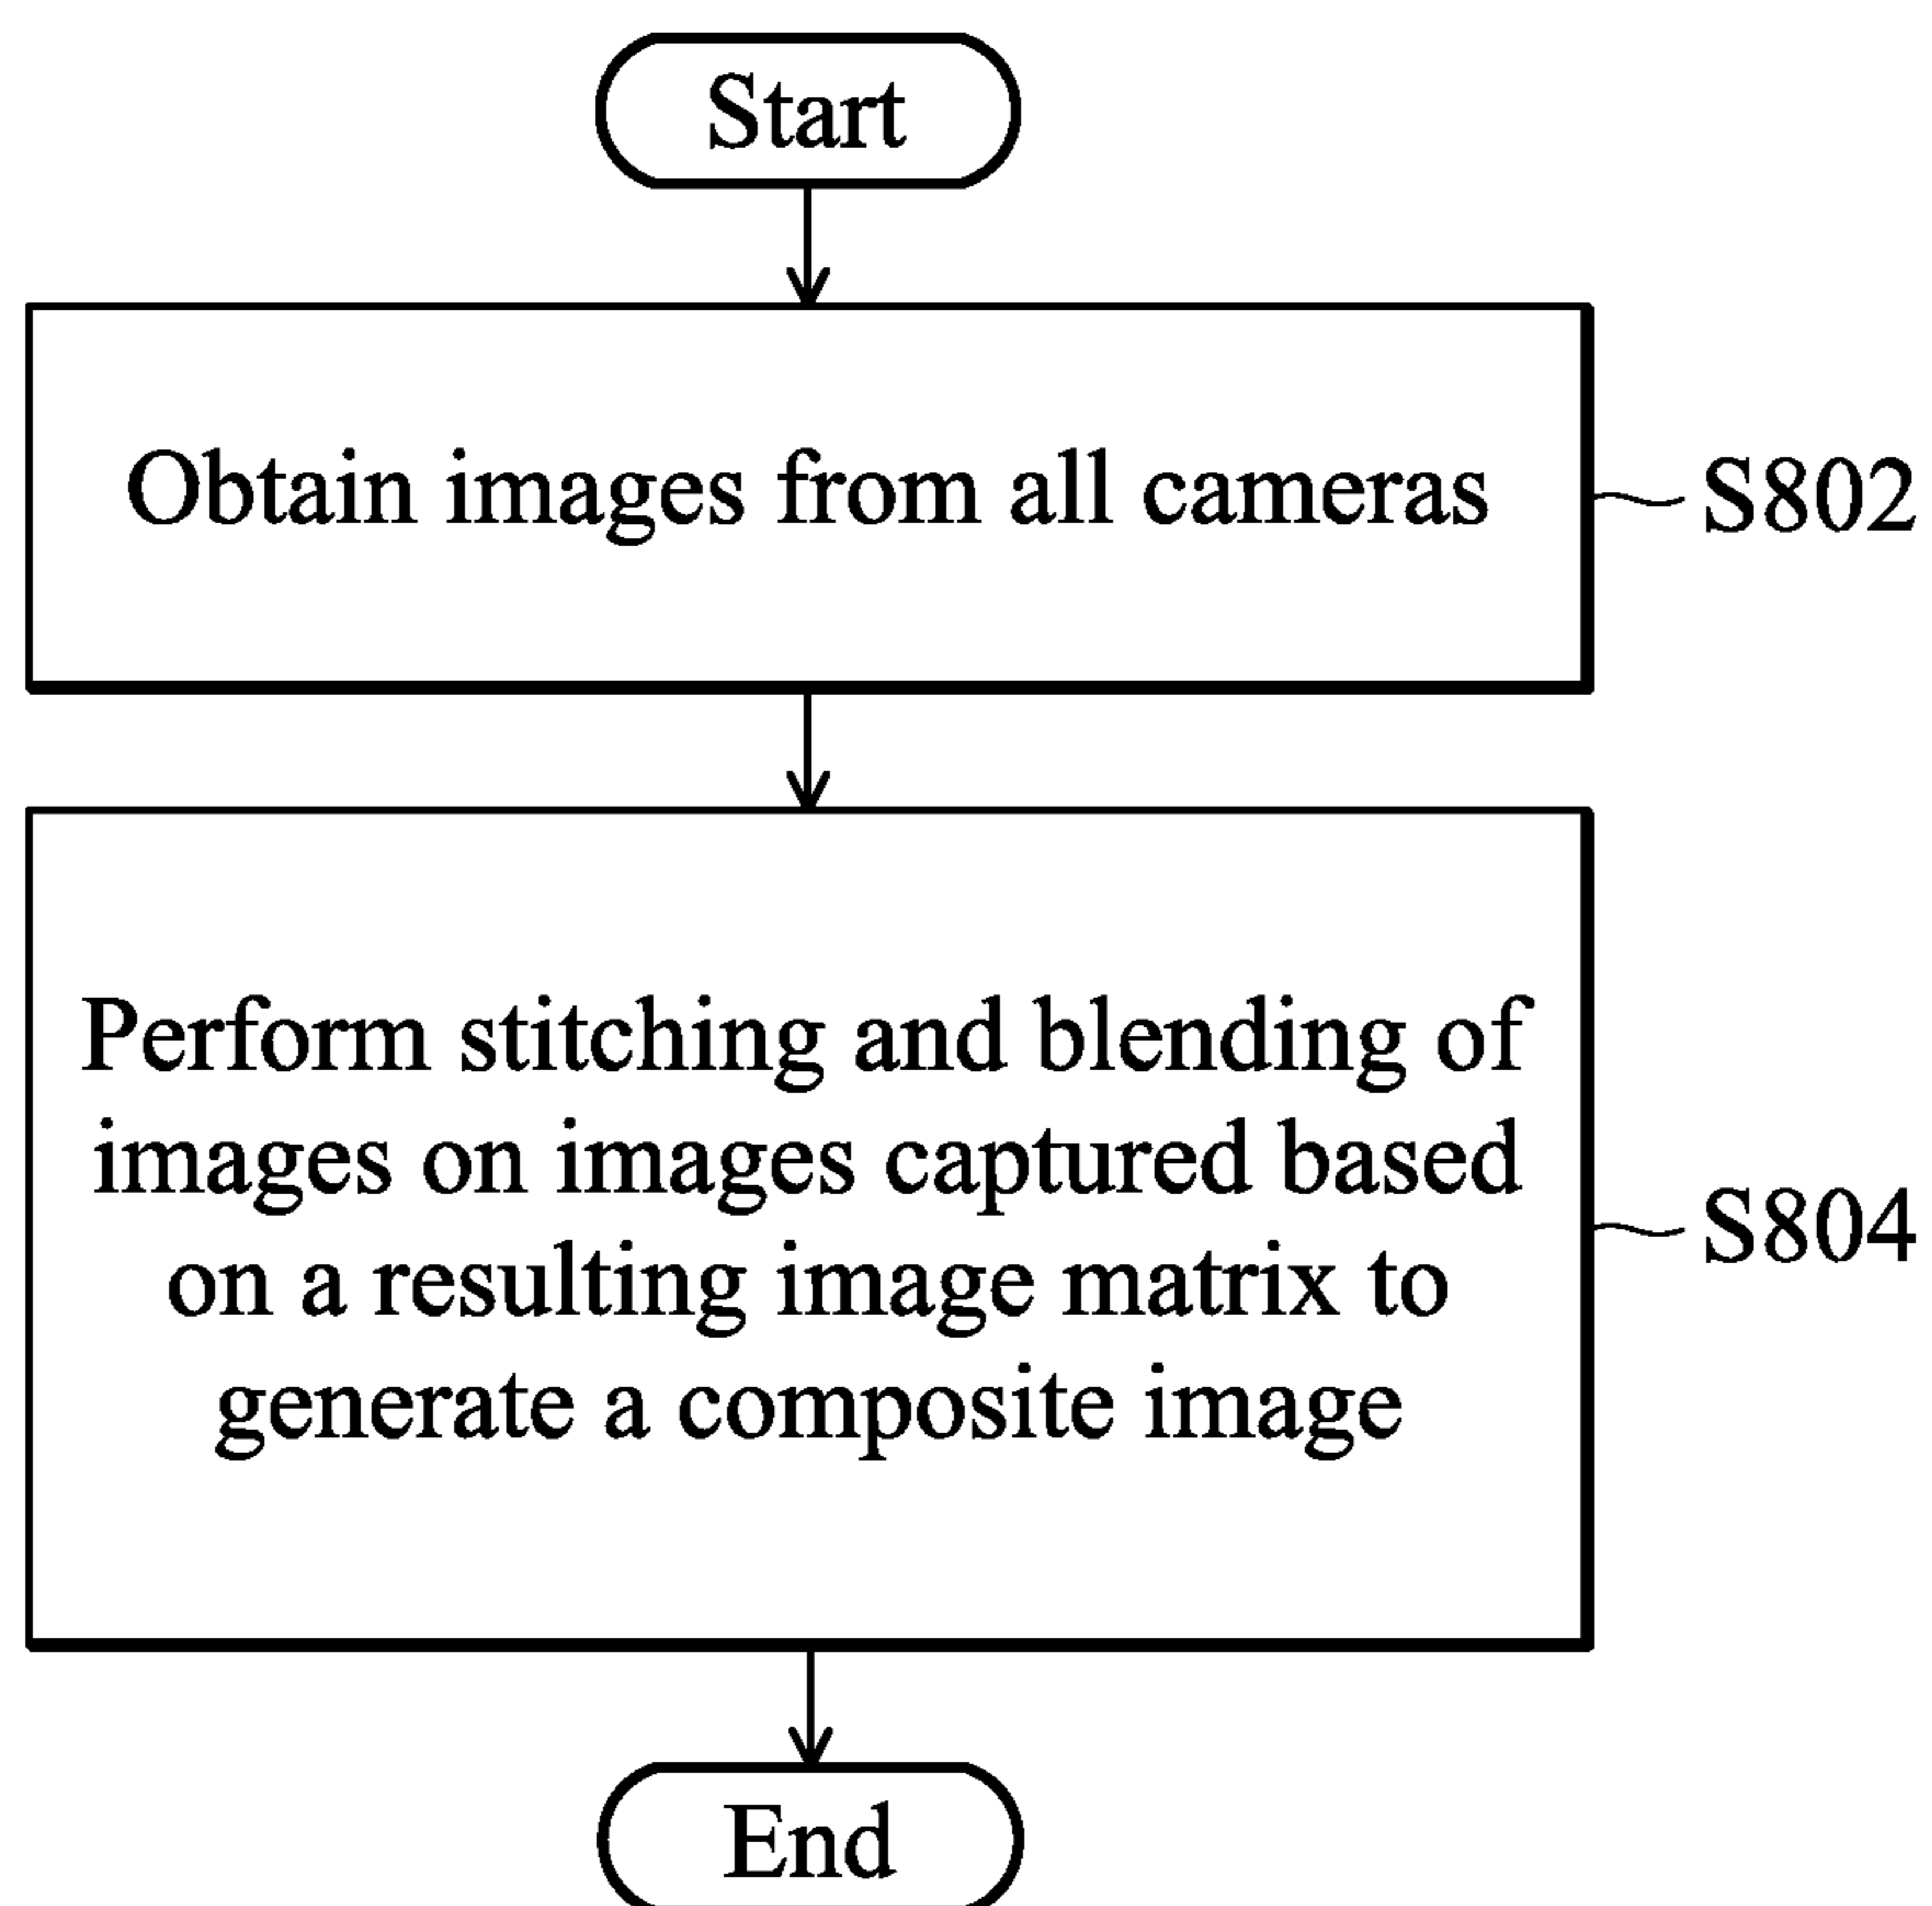 Start
Obtain images from all cameras
S802
Perform stitching and blending of
images on images captured based
on a resulting image matrix to
generate a composite image
S804
End